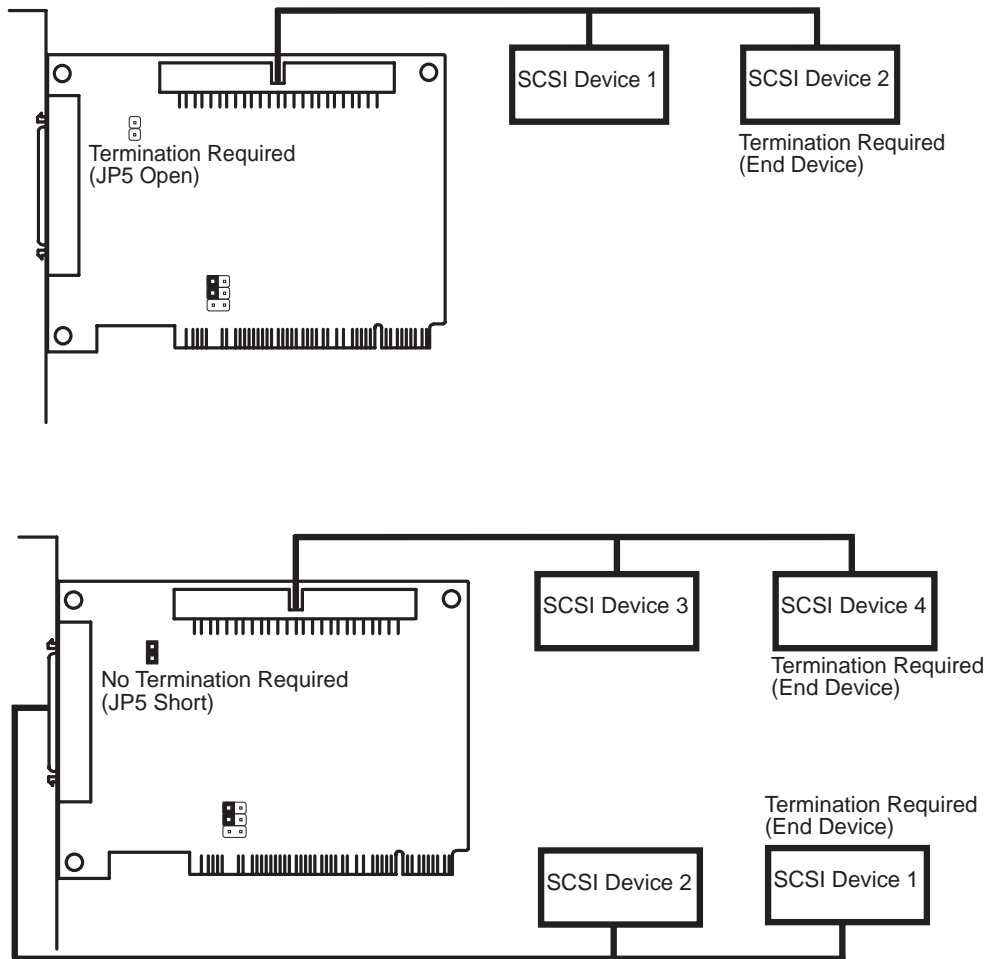 SCSI Device 1
SCSI Device 2
Termination Required
(End Device)
Termination Required
(JP5 Open)
SCSI Device 3
SCSI Device 4
Termination Required
(End Device)
No Termination Required
(JP5 Short)
Termination Required
(End Device)
SCSI Device 2
SCSI Device 1